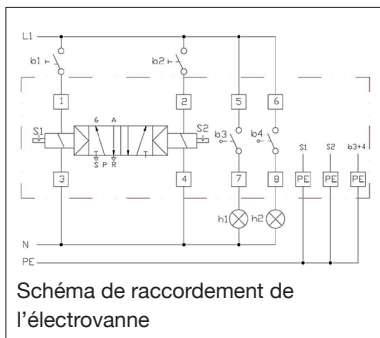 L1
b1 b2
1 2 5 6
S1 6 A S2 b3 b4 S1 S2 b3+4
S P R
3 4 7 8 PE PE PE
h1 h2
N
PE
Schéma de raccordement de
l'électrovanne